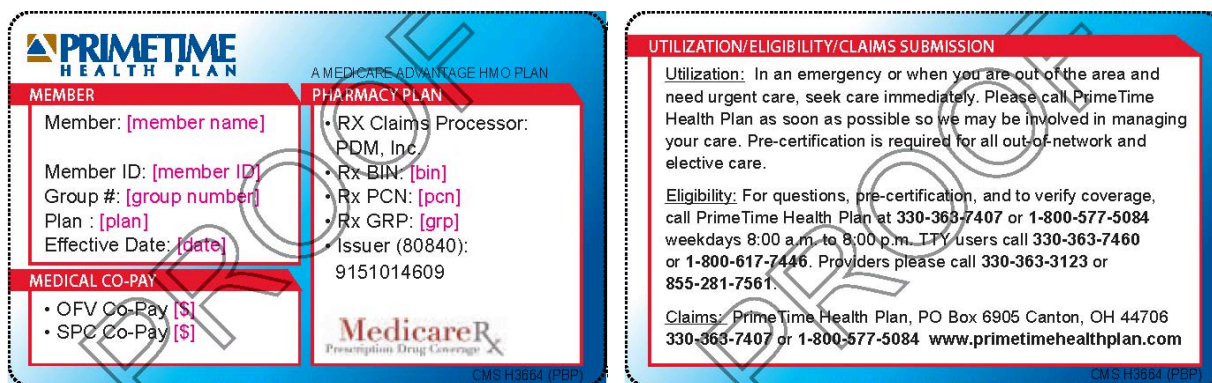 PRIMETIME
HEALTH PLAN
A MEDICARE ADVANTAGE HMO PLAN
MEMBER
Member: [member name]
Member ID: [member ID]
Group #: [group number]
Plan : [plan]
Effective Date: [date]
MEDICAL CO-PAY
• OFV Co-Pay [$]
• SPC Co-Pay [$]
PHARMACY PLAN
• RX Claims Processor:
PDM, Inc.
• Rx BIN: [bin]
• Rx PCN: [pcn]
• Rx GRP: [grp]
• Issuer (80840):
9151014609
MedicareRx
Prescription Drug Coverage
CMS H3664 (PBP)
PROOF
UTILIZATION/ELIGIBILITY/CLAIMS SUBMISSION
Utilization: In an emergency or when you are out of the area and
need urgent care, seek care immediately. Please call PrimeTime
Health Plan as soon as possible so we may be involved in managing
your care. Pre-certification is required for all out-of-network and
elective care.
Eligibility: For questions, pre-certification, and to verify coverage,
call PrimeTime Health Plan at 330-363-7407 or 1-800-577-5084
weekdays 8:00 a.m. to 8:00 p.m. TTY users call 330-363-7460
or 1-800-617-7446. Providers please call 330-363-3123 or
855-281-7561.
Claims: PrimeTime Health Plan, PO Box 6905 Canton, OH 44706
330-363-7407 or 1-800-577-5084 www.primetimehealthplan.com
CMS H3664 (PBP)
PROOF